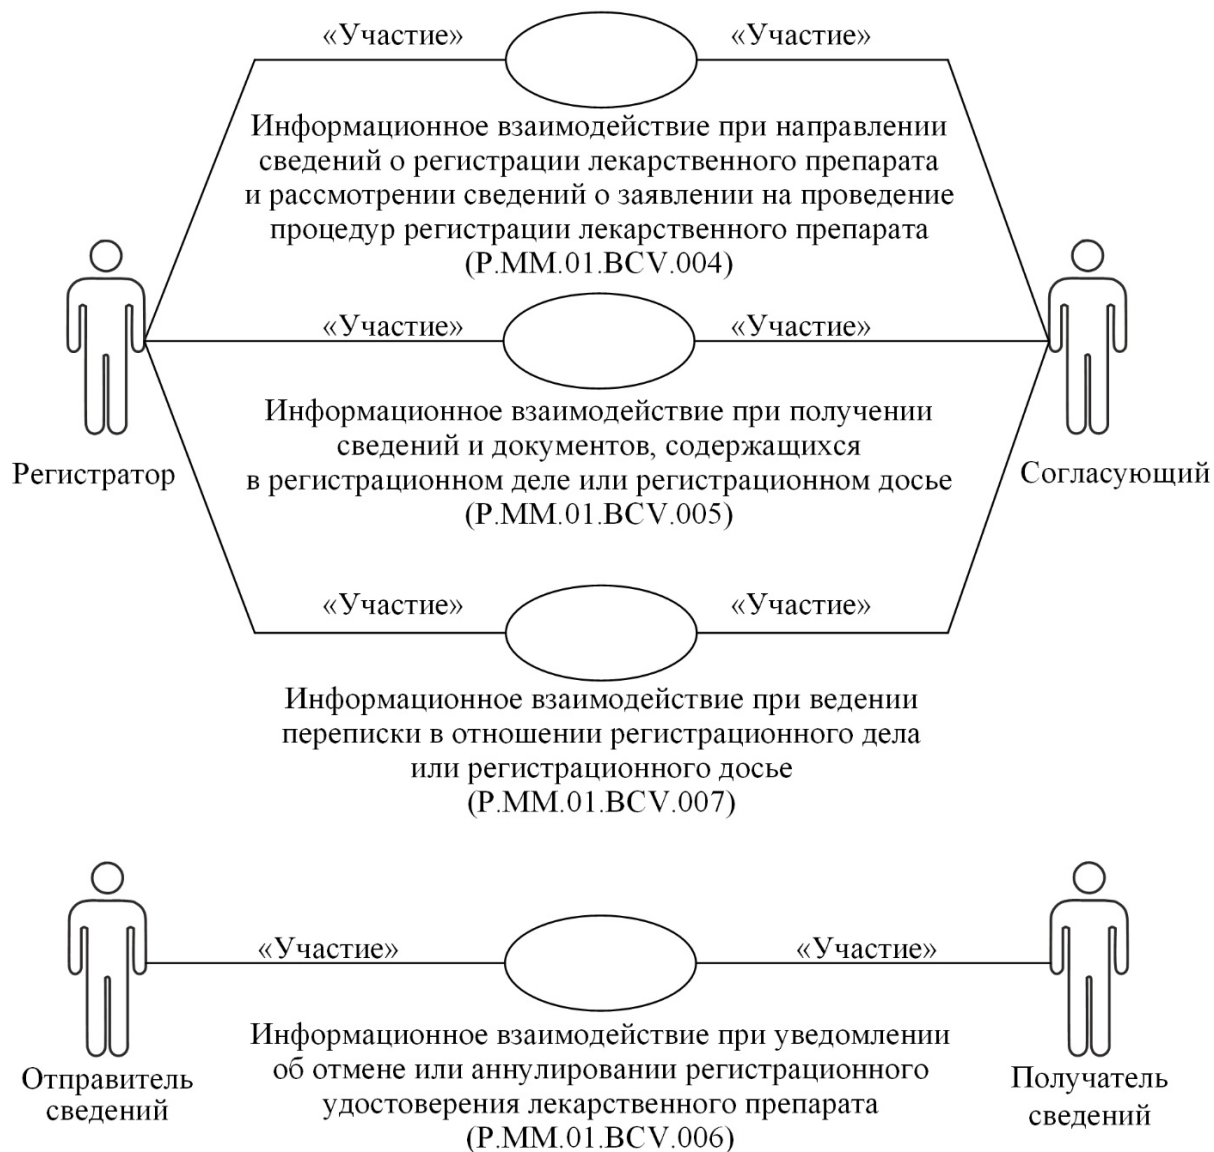 «Участие» «Участие»
Информационное взаимодействие при направлении
сведений о регистрации лекарственного препарата
и рассмотрении сведений о заявлении на проведение
процедур регистрации лекарственного препарата
(P.MM.01.BCV.004)
«Участие» «Участие»
Информационное взаимодействие при получении
сведений и документов, содержащихся
в регистрационном деле или регистрационном досье
(P.MM.01.BCV.005)
Регистратор
Согласующий
«Участие» «Участие»
Информационное взаимодействие при ведении
переписки в отношении регистрационного дела
или регистрационного досье
(P.MM.01.BCV.007)
«Участие» «Участие»
Информационное взаимодействие при уведомлении
об отмене или аннулировании регистрационного
удостоверения лекарственного препарата
(P.MM.01.BCV.006)
Отправитель
сведений
Получатель
сведений